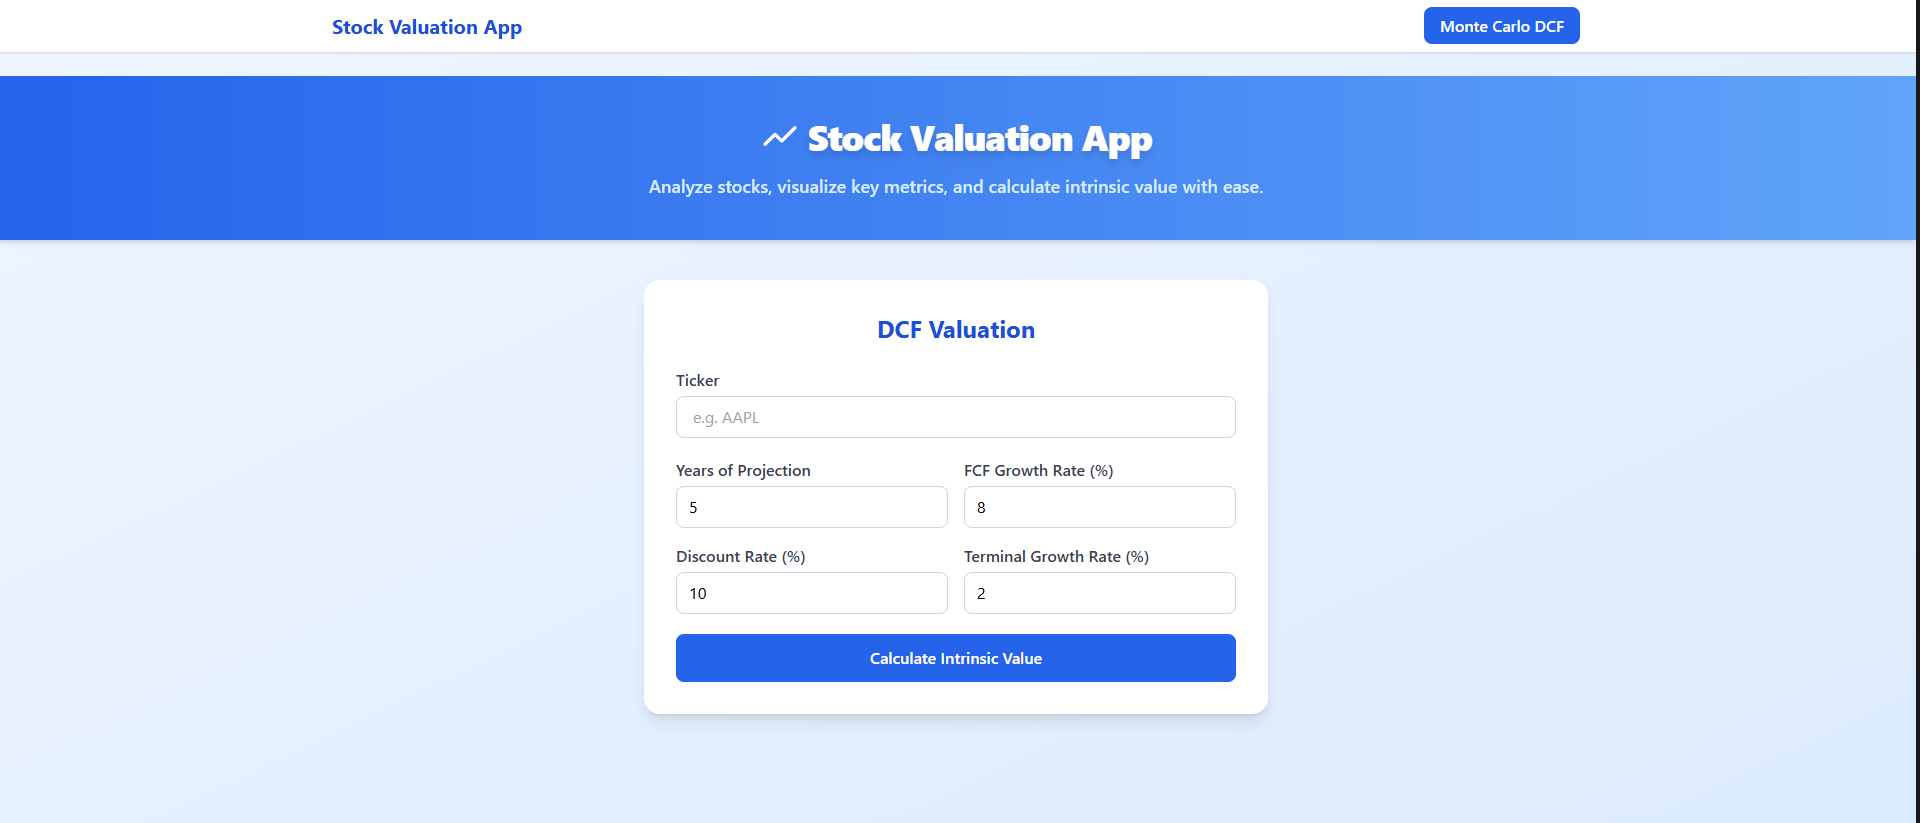 Stock Valuation App
Monte Carlo DCF
Stock Valuation App
Analyze stocks, visualize key metrics, and calculate intrinsic value with ease.
DCF Valuation
Ticker
e.g. AAPL
Years of Projection
FCF Growth Rate (%)
5
8
Discount Rate (%)
Terminal Growth Rate (%)
10
2
Calculate Intrinsic Value